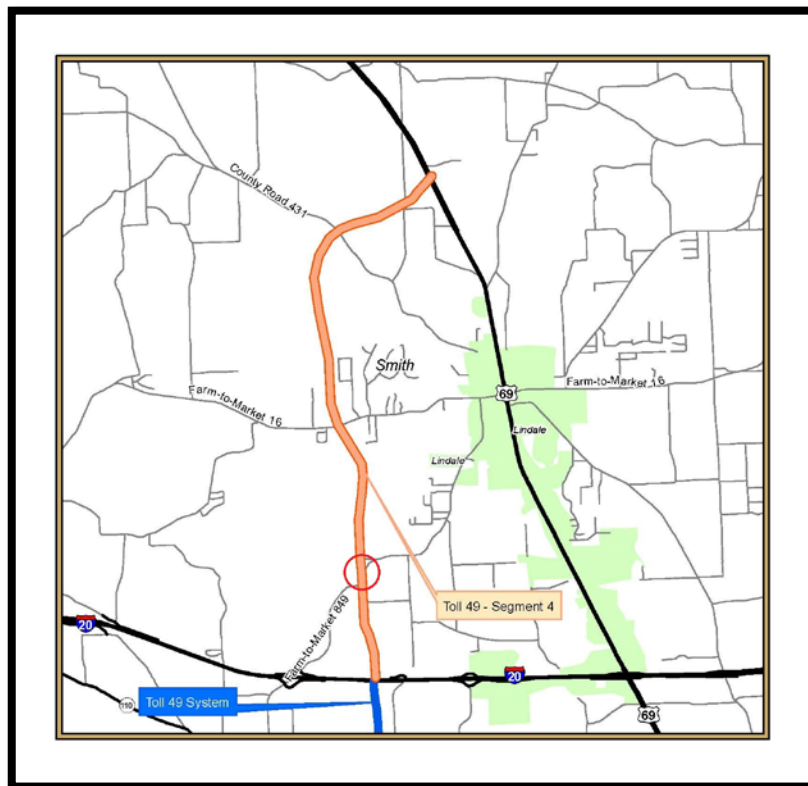 County Road 431
Smith
Farm-to-Market 16
69
Farm-to-Market 16
Lindale
Lindale
Toll 49 - Segment 4
Farm-to-Market 849
20
20
110
Toll 49 System
69